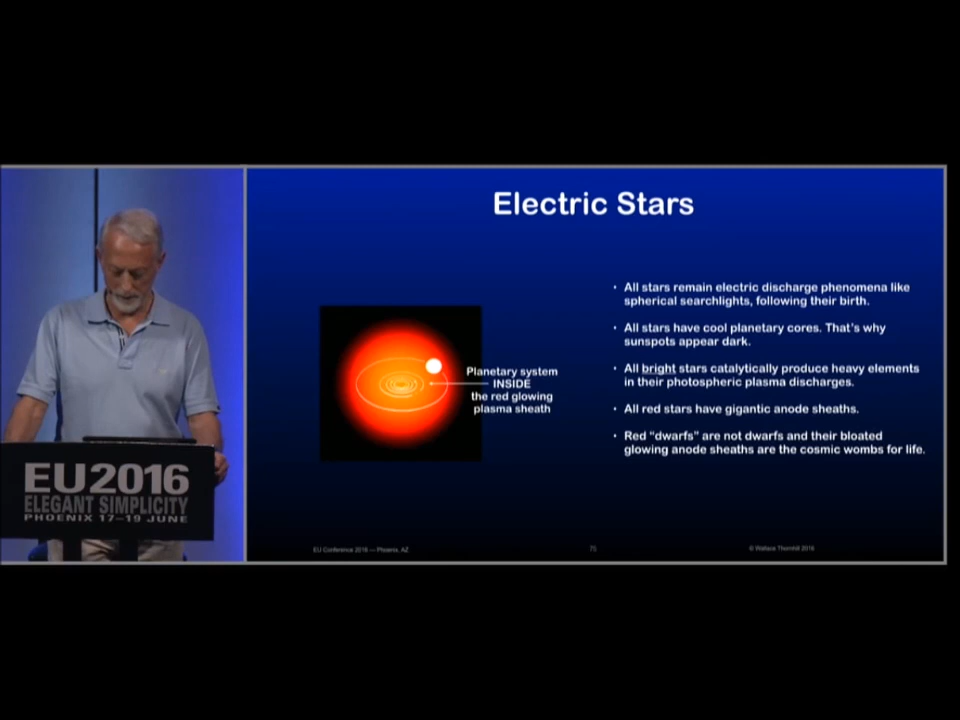 Electric Stars
All stars remain electric discharge phenomena like
spherical searchlights, following their birth.
All stars have cool planetary cores. That's why
sunspots appear dark.
All bright stars catalytically produce heavy elements
in their photospheric plasma discharges.
All red stars have gigantic anode sheaths.
Red "dwarfs" are not dwarfs and their bloated
glowing anode sheaths are the cosmic wombs for life.
Planetary system
INSIDE
the red glowing
plasma sheath
EU2016
ELEGANT SIMPLICITY
PHOENIX 17–19 JUNE
EU Conference 2016 — Phoenix, AZ
75
© Wallace Thornhill 2016